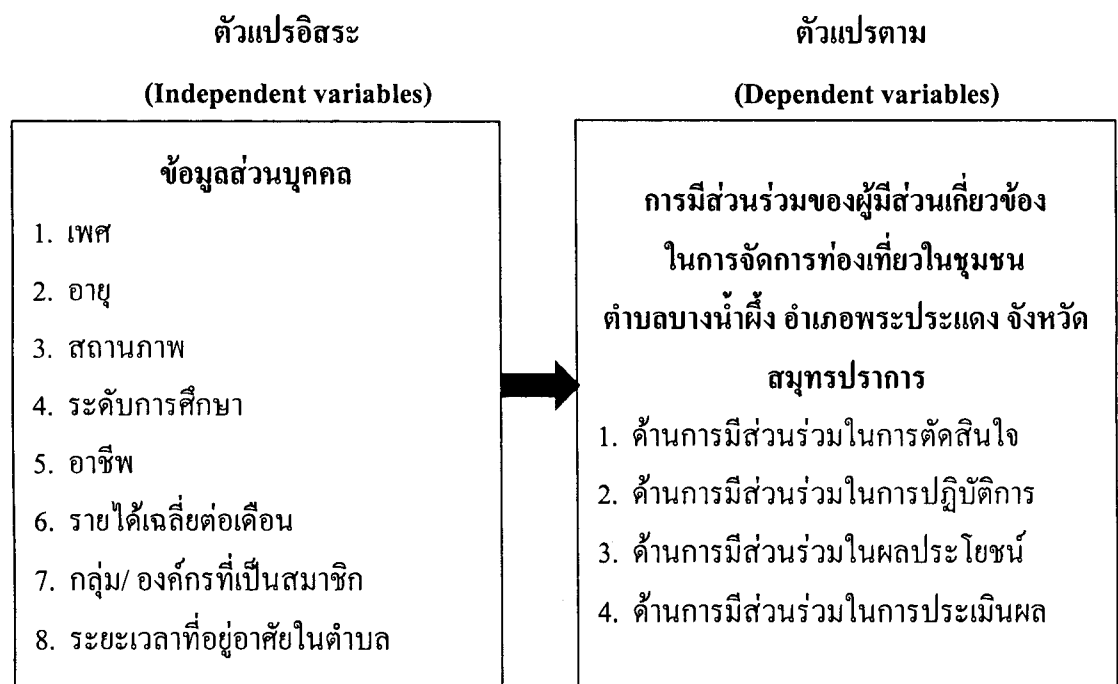 ตัวแปรอิสระ
(Independent variables)
ข้อมูลส่วนบุคคล
1. เพศ
2. อายุ
3. สถานภาพ
4. ระดับการศึกษา
5. อาชีพ
6. รายได้เฉลี่ยต่อเดือน
7. กลุ่ม/ องค์กรที่เป็นสมาชิก
8. ระยะเวลาที่อยู่อาศัยในตำบล
ตัวแปรตาม
(Dependent variables)
การมีส่วนร่วมของผู้มีส่วนเกี่ยวข้อง
ในการจัดการท่องเที่ยวในชุมชน
ตำบลบางน้ำผึ้ง อำเภอพระประแดง จังหวัด
สมุทรปราการ
1. ด้านการมีส่วนร่วมในการตัดสินใจ
2. ด้านการมีส่วนร่วมในการปฏิบัติการ
3. ด้านการมีส่วนร่วมในผลประโยชน์
4. ด้านการมีส่วนร่วมในการประเมินผล